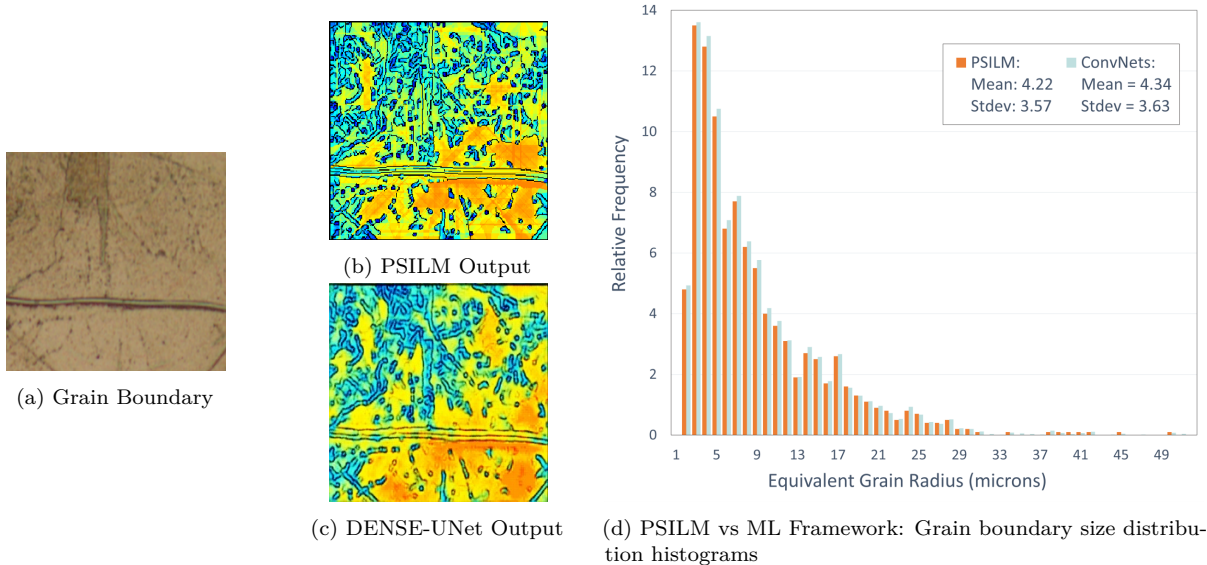 (a) Grain Boundary
(b) PSILM Output
(c) DENSE-UNet Output
14
12
10
8
6
4
2
0
Relative Frequency
PSILM:
Mean: 4.22
Stdev: 3.57
ConvNets:
Mean = 4.34
Stdev = 3.63
1 5 9 13 17 21 25 29 33 37 41 45 49
Equivalent Grain Radius (microns)
(d) PSILM vs ML Framework: Grain boundary size distribu-
tion histograms